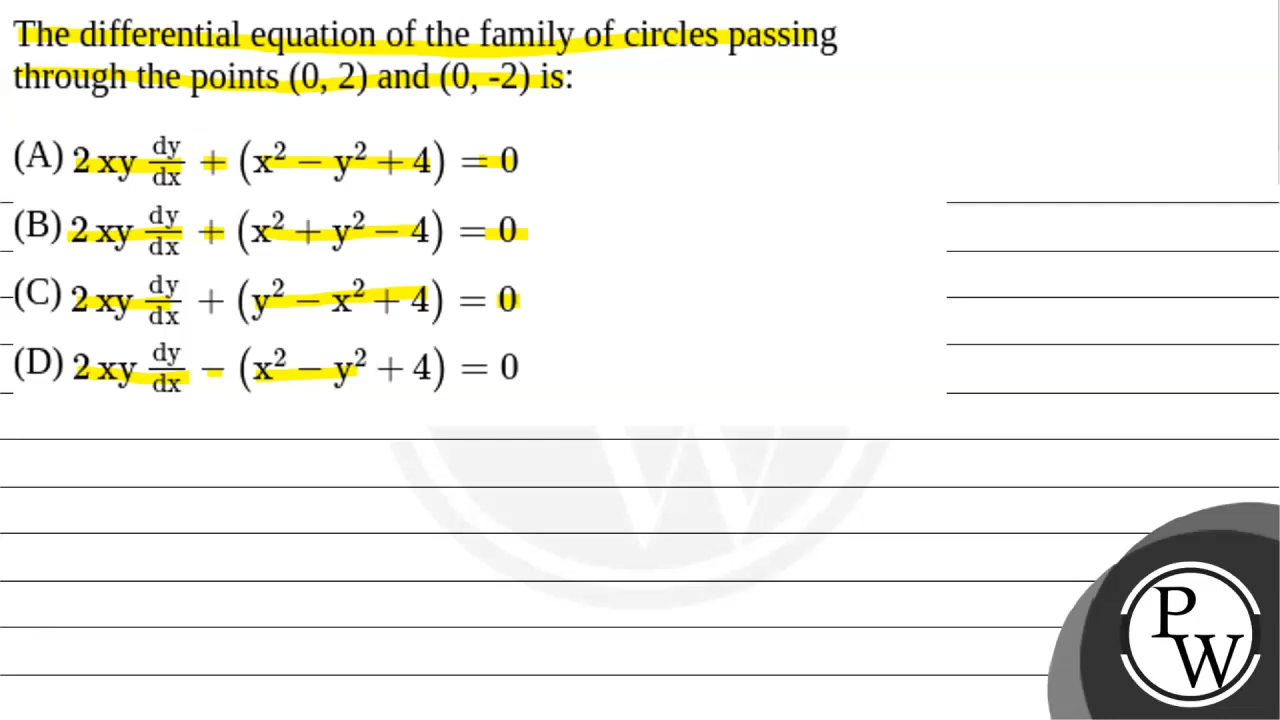 The differential equation of the family of circles passing
through the points (0, 2) and (0, -2) is:
(A) 2 xy dy/dx + (x² − y² + 4) = 0
(B) 2 xy dy/dx + (x² + y² − 4) = 0
(C) 2 xy dy/dx + (y² − x² + 4) = 0
(D) 2 xy dy/dx − (x² − y² + 4) = 0
W
P
W